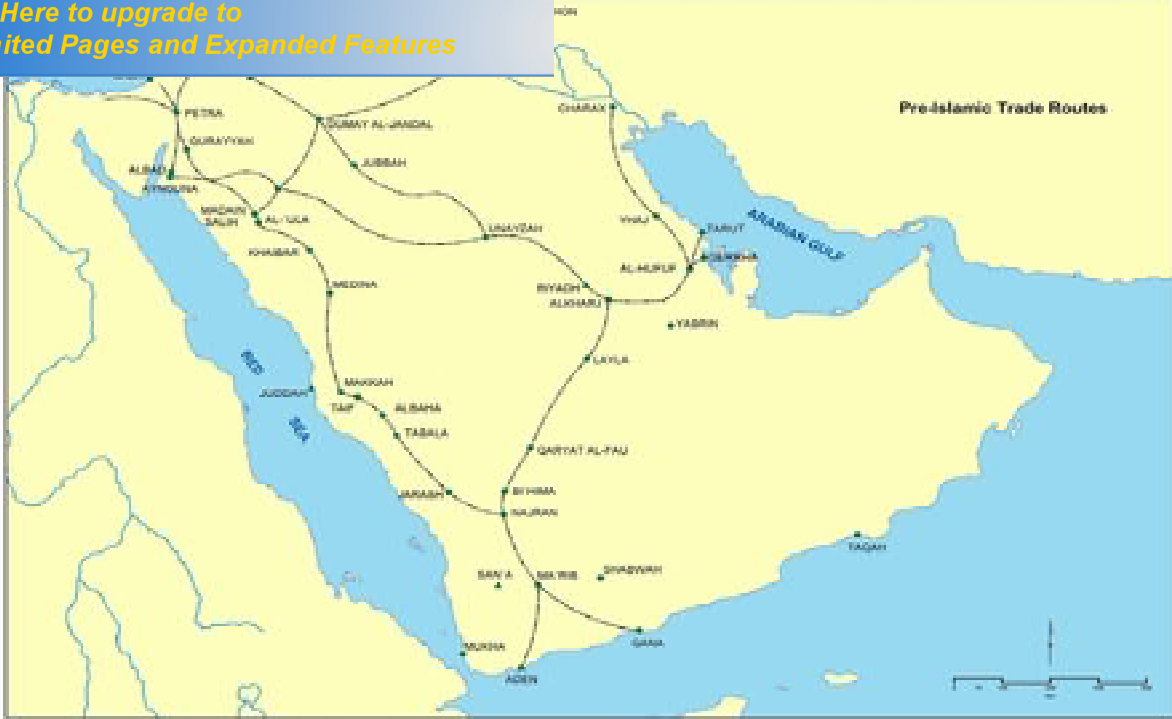 Here to upgrade to
ited Pages and Expanded Features
Pre-Islamic Trade Routes
CHARAX
PETRA
DUMAT AL-JANDAL
QURAYYAH
JUBBAH
ALBAD
AYNOUNA
MADAIN
SALIH
AL-'ULA
THAJ
TARUT
ARABIAN GULF
UNAYZAH
KHAIBAR
AL-HUFUF
MEDINA
RIYADH
ALKHARJ
YABRIN
LAYLA
RED
SEA
MAKKAH
JUDDAH
TAIF
ALBAHA
TABALA
QARYAT AL-FAU
JARASH
BI'HIMA
NAJRAN
TAQAH
SAN'A
MA'RIB
SHABWAH
QANA
MUKHA
ADEN